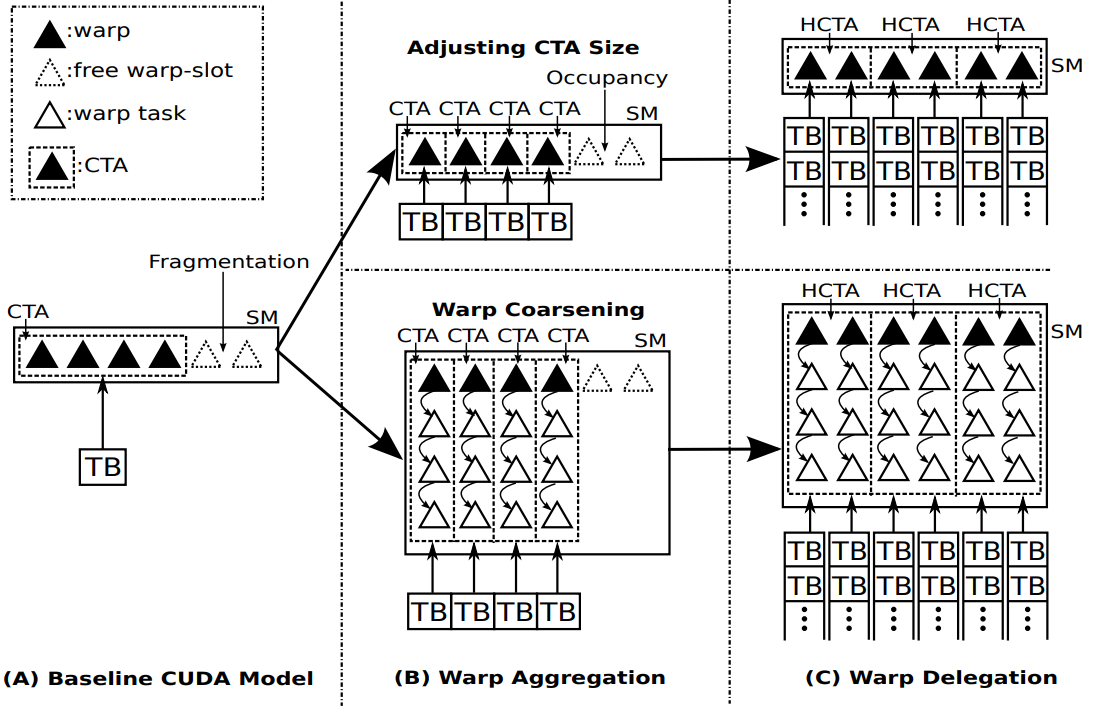 :warp
:free warp-slot
:warp task
:CTA
Fragmentation
CTA
SM
TB
(A) Baseline CUDA Model
Adjusting CTA Size
Occupancy
CTA CTA CTA CTA
SM
TB TB TB TB
Warp Coarsening
CTA CTA CTA CTA
SM
TB TB TB TB
(B) Warp Aggregation
HCTA HCTA HCTA
SM
TB TB TB TB TB TB
TB TB TB TB TB TB
HCTA HCTA HCTA
SM
TB TB TB TB TB TB
TB TB TB TB TB TB
(C) Warp Delegation